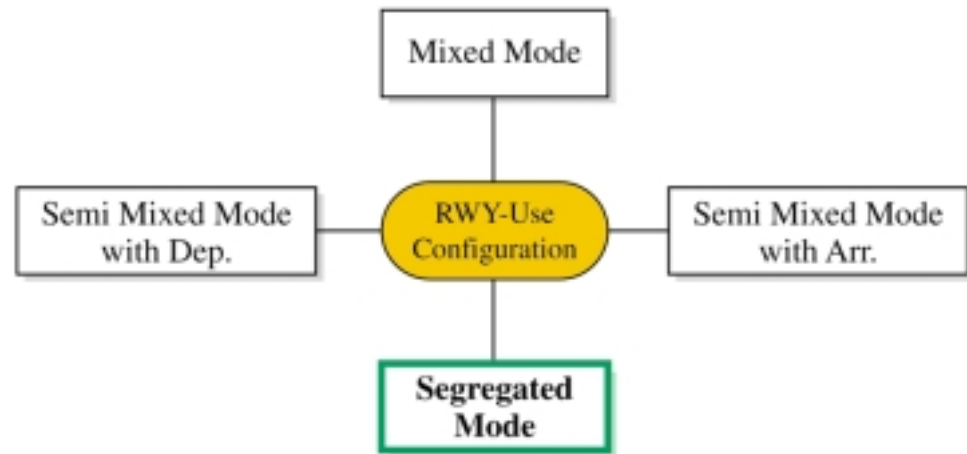 Mixed Mode
Semi Mixed Mode
with Dep.
RWY-Use
Configuration
Semi Mixed Mode
with Arr.
Segregated
Mode